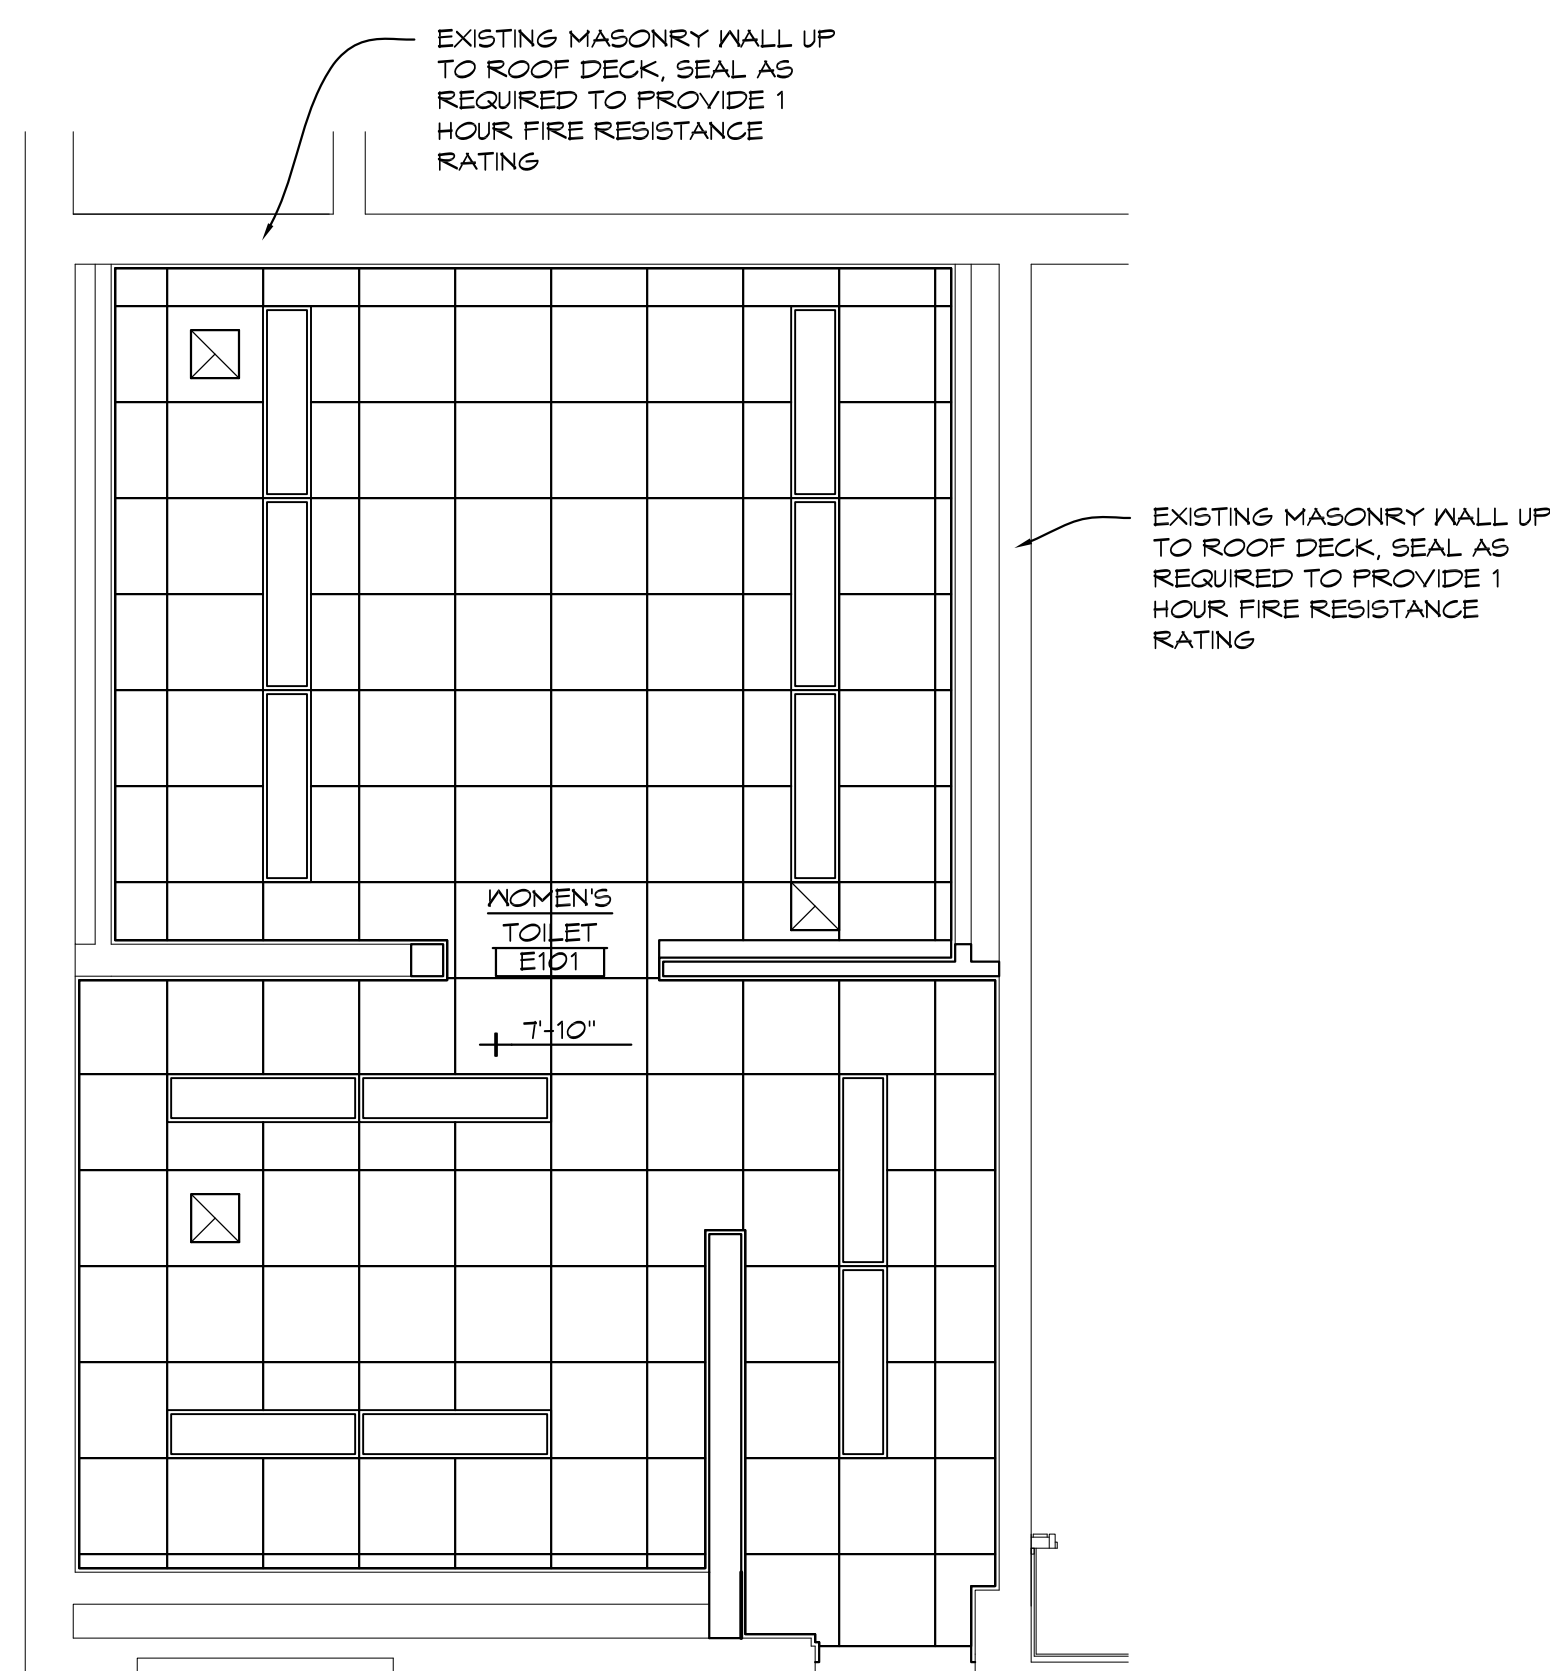 EXISTING MASONRY WALL UP
TO ROOF DECK, SEAL AS
REQUIRED TO PROVIDE 1
HOUR FIRE RESISTANCE
RATING
EXISTING MASONRY WALL UP
TO ROOF DECK, SEAL AS
REQUIRED TO PROVIDE 1
HOUR FIRE RESISTANCE
RATING
WOMEN'S
TOILET
E101
7'-10"